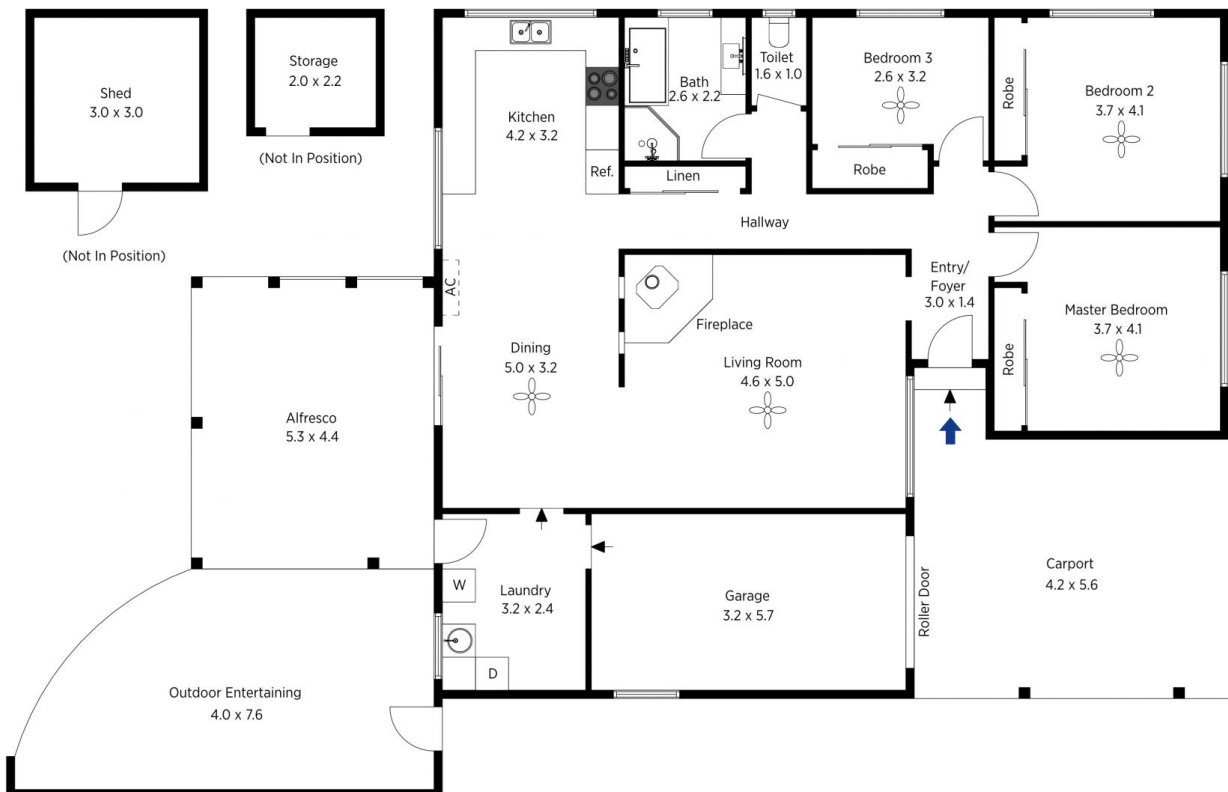 Shed
3.0 x 3.0
(Not In Position)
Storage
2.0 x 2.2
(Not In Position)
Kitchen
4.2 x 3.2
Ref.
Bath
2.6 x 2.2
Toilet
1.6 x 1.0
Bedroom 3
2.6 x 3.2
Robe
Robe
Bedroom 2
3.7 x 4.1
Linen
Hallway
Entry/
Foyer
3.0 x 1.4
Master Bedroom
3.7 x 4.1
Robe
AC
Fireplace
Dining
5.0 x 3.2
Living Room
4.6 x 5.0
Alfresco
5.3 x 4.4
W
Laundry
3.2 x 2.4
D
Garage
3.2 x 5.7
Roller Door
Carport
4.2 x 5.6
Outdoor Entertaining
4.0 x 7.6